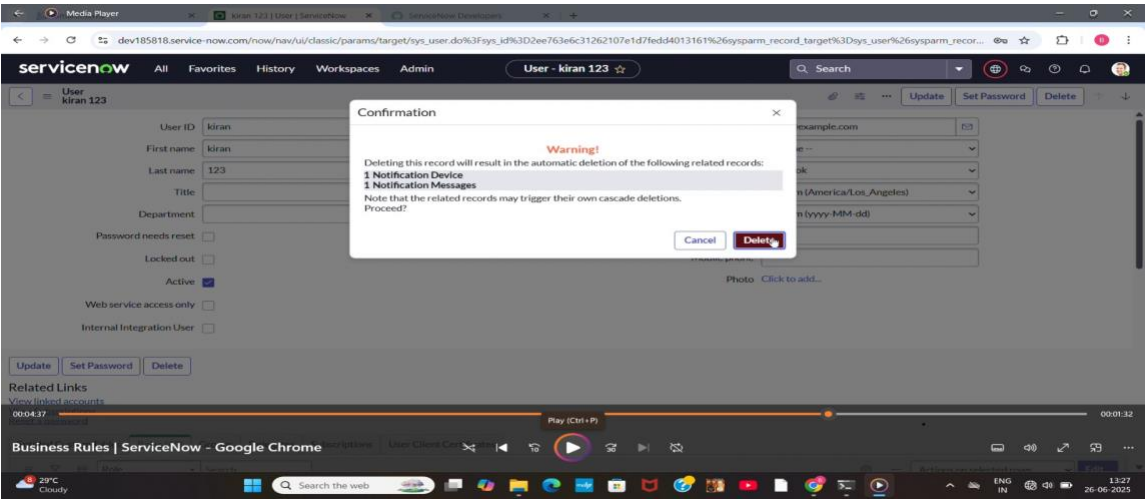 Media Player
kiran 123 | User | ServiceNow
ServiceNow Developers
dev185818.service-now.com/now/nav/ui/classic/params/target/sys_user.do%3Fsys_id%3D2ee763e6c31262107e1d7fedd4013161%26sysparm_record_target%3Dsys_user%26sysparm_recor...
servicenow All Favorites History Workspaces Admin User - kiran 123 Search
User
kiran 123
Update Set Password Delete
Confirmation
Warning!
Deleting this record will result in the automatic deletion of the following related records:
1 Notification Device
1 Notification Messages
Note that the related records may trigger their own cascade deletions.
Proceed?
Cancel Delete
User ID kiran
First name kiran
Last name 123
Title
Department
Password needs reset
Locked out
Active
Web service access only
Internal Integration User
example.com
(America/Los_Angeles)
(yyyy-MM-dd)
Photo Click to add...
Update Set Password Delete
Related Links
View linked accounts
00:04:37 Play (Ctrl+P) 00:01:32
Business Rules | ServiceNow - Google Chrome
29°C
Cloudy
Search the web
ENG
IN
13:27
26-06-2025